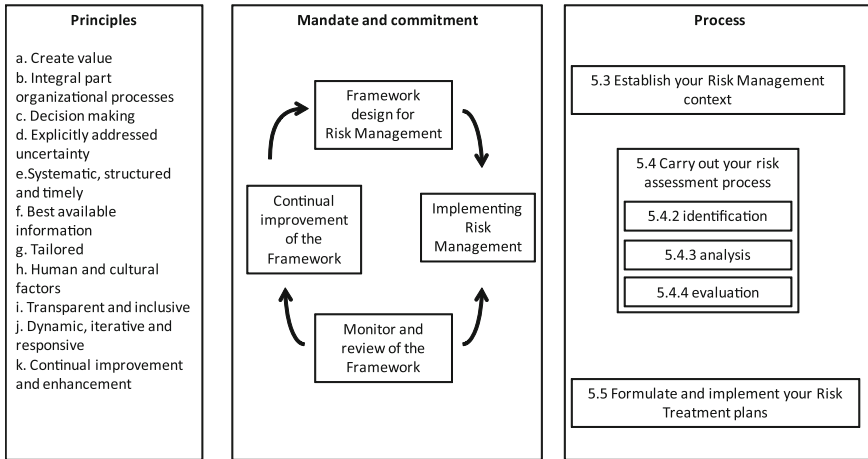 Principles
a. Create value
b. Integral part
organizational processes
c. Decision making
d. Explicitly addressed
uncertainty
e.Systematic, structured
and timely
f. Best available
information
g. Tailored
h. Human and cultural
factors
i. Transparent and inclusive
j. Dynamic, iterative and
responsive
k. Continual improvement
and enhancement
Mandate and commitment
Framework
design for
Risk Management
Continual
improvement
of the
Framework
Implementing
Risk
Management
Monitor and
review of the
Framework
Process
5.3 Establish your Risk Management
context
5.4 Carry out your risk
assessment process
5.4.2 identification
5.4.3 analysis
5.4.4 evaluation
5.5 Formulate and implement your Risk
Treatment plans